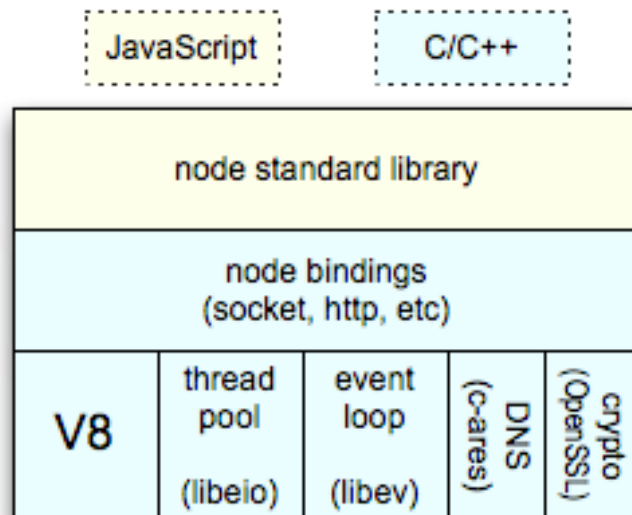 JavaScript
C/C++
node standard library
node bindings
(socket, http, etc)
V8
thread
pool
(libeio)
event
loop
(libev)
DNS
(c-ares)
crypto
(OpenSSL)